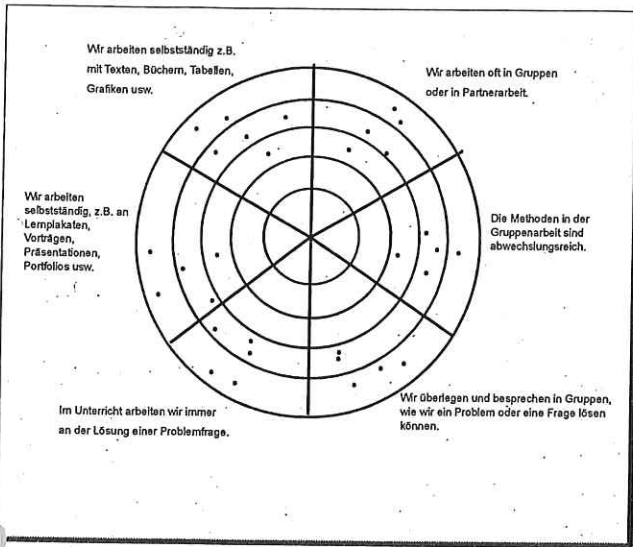 Wir arbeiten selbstständig z.B.
mit Texten, Büchern, Tabellen,
Grafiken usw.
Wir arbeiten oft in Gruppen
oder in Partnerarbeit.
Wir arbeiten
selbstständig, z.B. an
Lernplakaten,
Vorträgen,
Präsentationen,
Portfolios usw.
Die Methoden in der
Gruppenarbeit sind
abwechslungsreich.
Im Unterricht arbeiten wir immer
an der Lösung einer Problemfrage.
Wir überlegen und besprechen in Gruppen,
wie wir ein Problem oder eine Frage lösen
können.